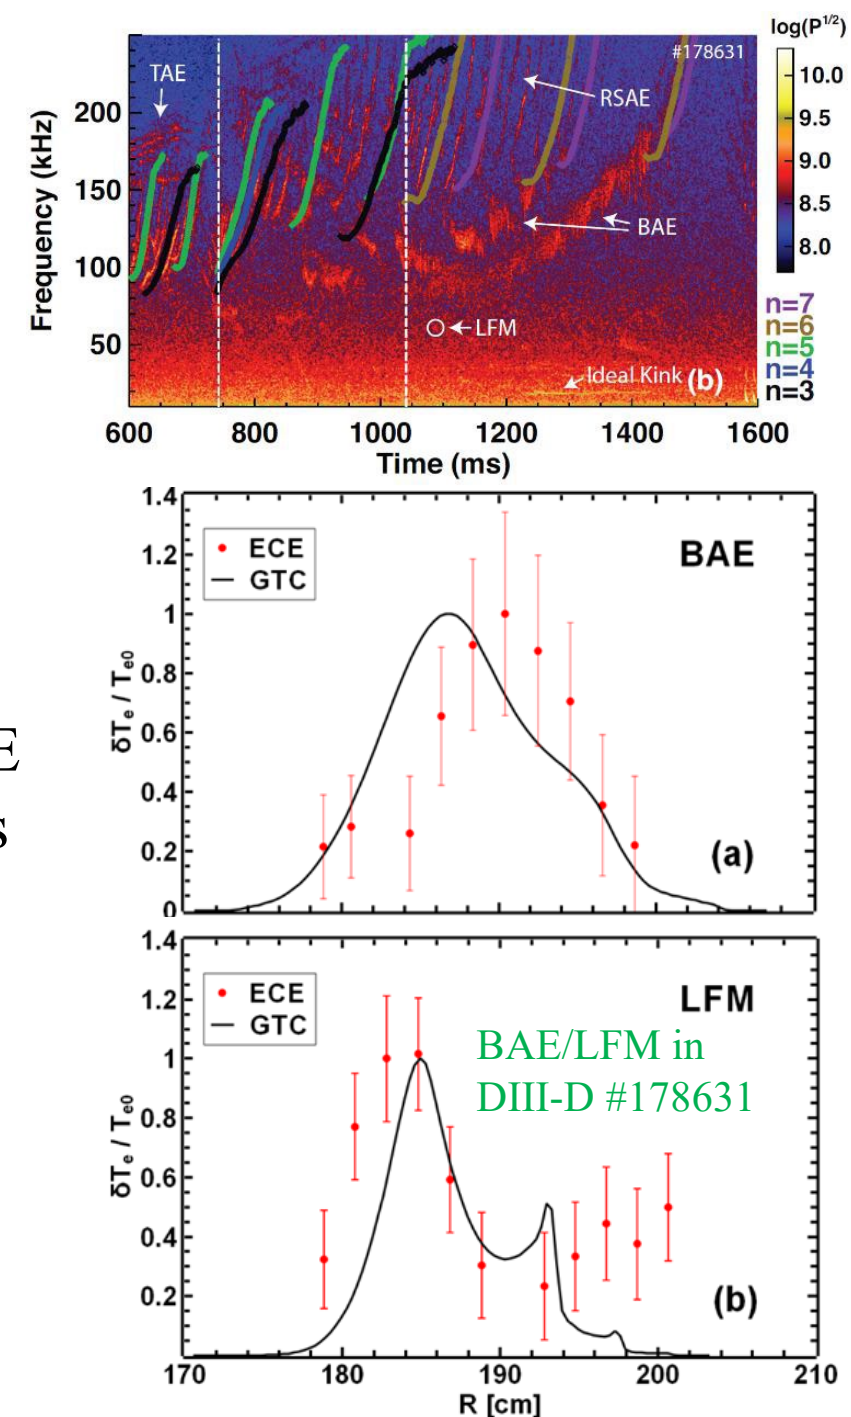 log(P¹/²)
#178631
TAE
RSAE
BAE
LFM
Ideal Kink (b)
10.0
9.5
9.0
8.5
8.0
n=7
n=6
n=5
n=4
n=3
200
150
100
50
Frequency (kHz)
600 800 1000 1200 1400 1600
Time (ms)
1.4
1.2
1
0.8
0.6
0.4
0.2
0
δTₑ / Tₑ₀
ECE
GTC
BAE
(a)
E
s
1.4
1.2
1
0.8
0.6
0.4
0.2
δTₑ / Tₑ₀
ECE
GTC
LFM
BAE/LFM in
DIII-D #178631
(b)
170 180 190 200 210
R [cm]